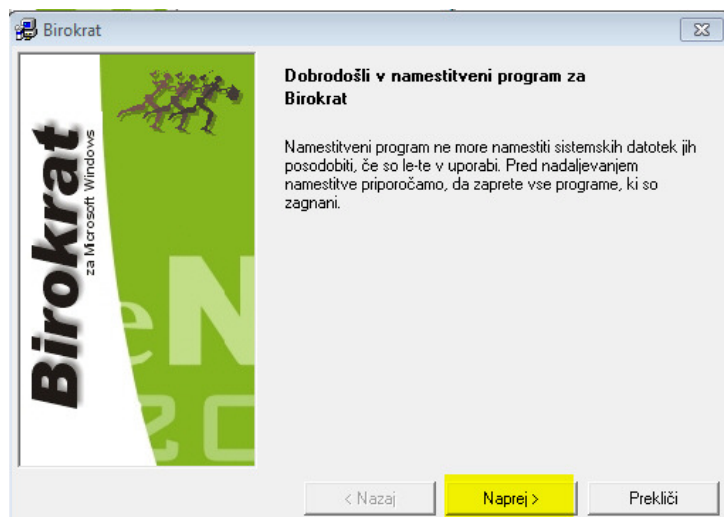 Birokrat
Dobrodošli v namestitveni program za
Birokrat
Namestitveni program ne more namestiti sistemskih datotek jih
posodobiti, če so le-te v uporabi. Pred nadaljevanjem
namestitve priporočamo, da zaprete vse programe, ki so
zagnani.
Birokrat
za Microsoft Windows
eN
< Nazaj
Naprej >
Prekliči